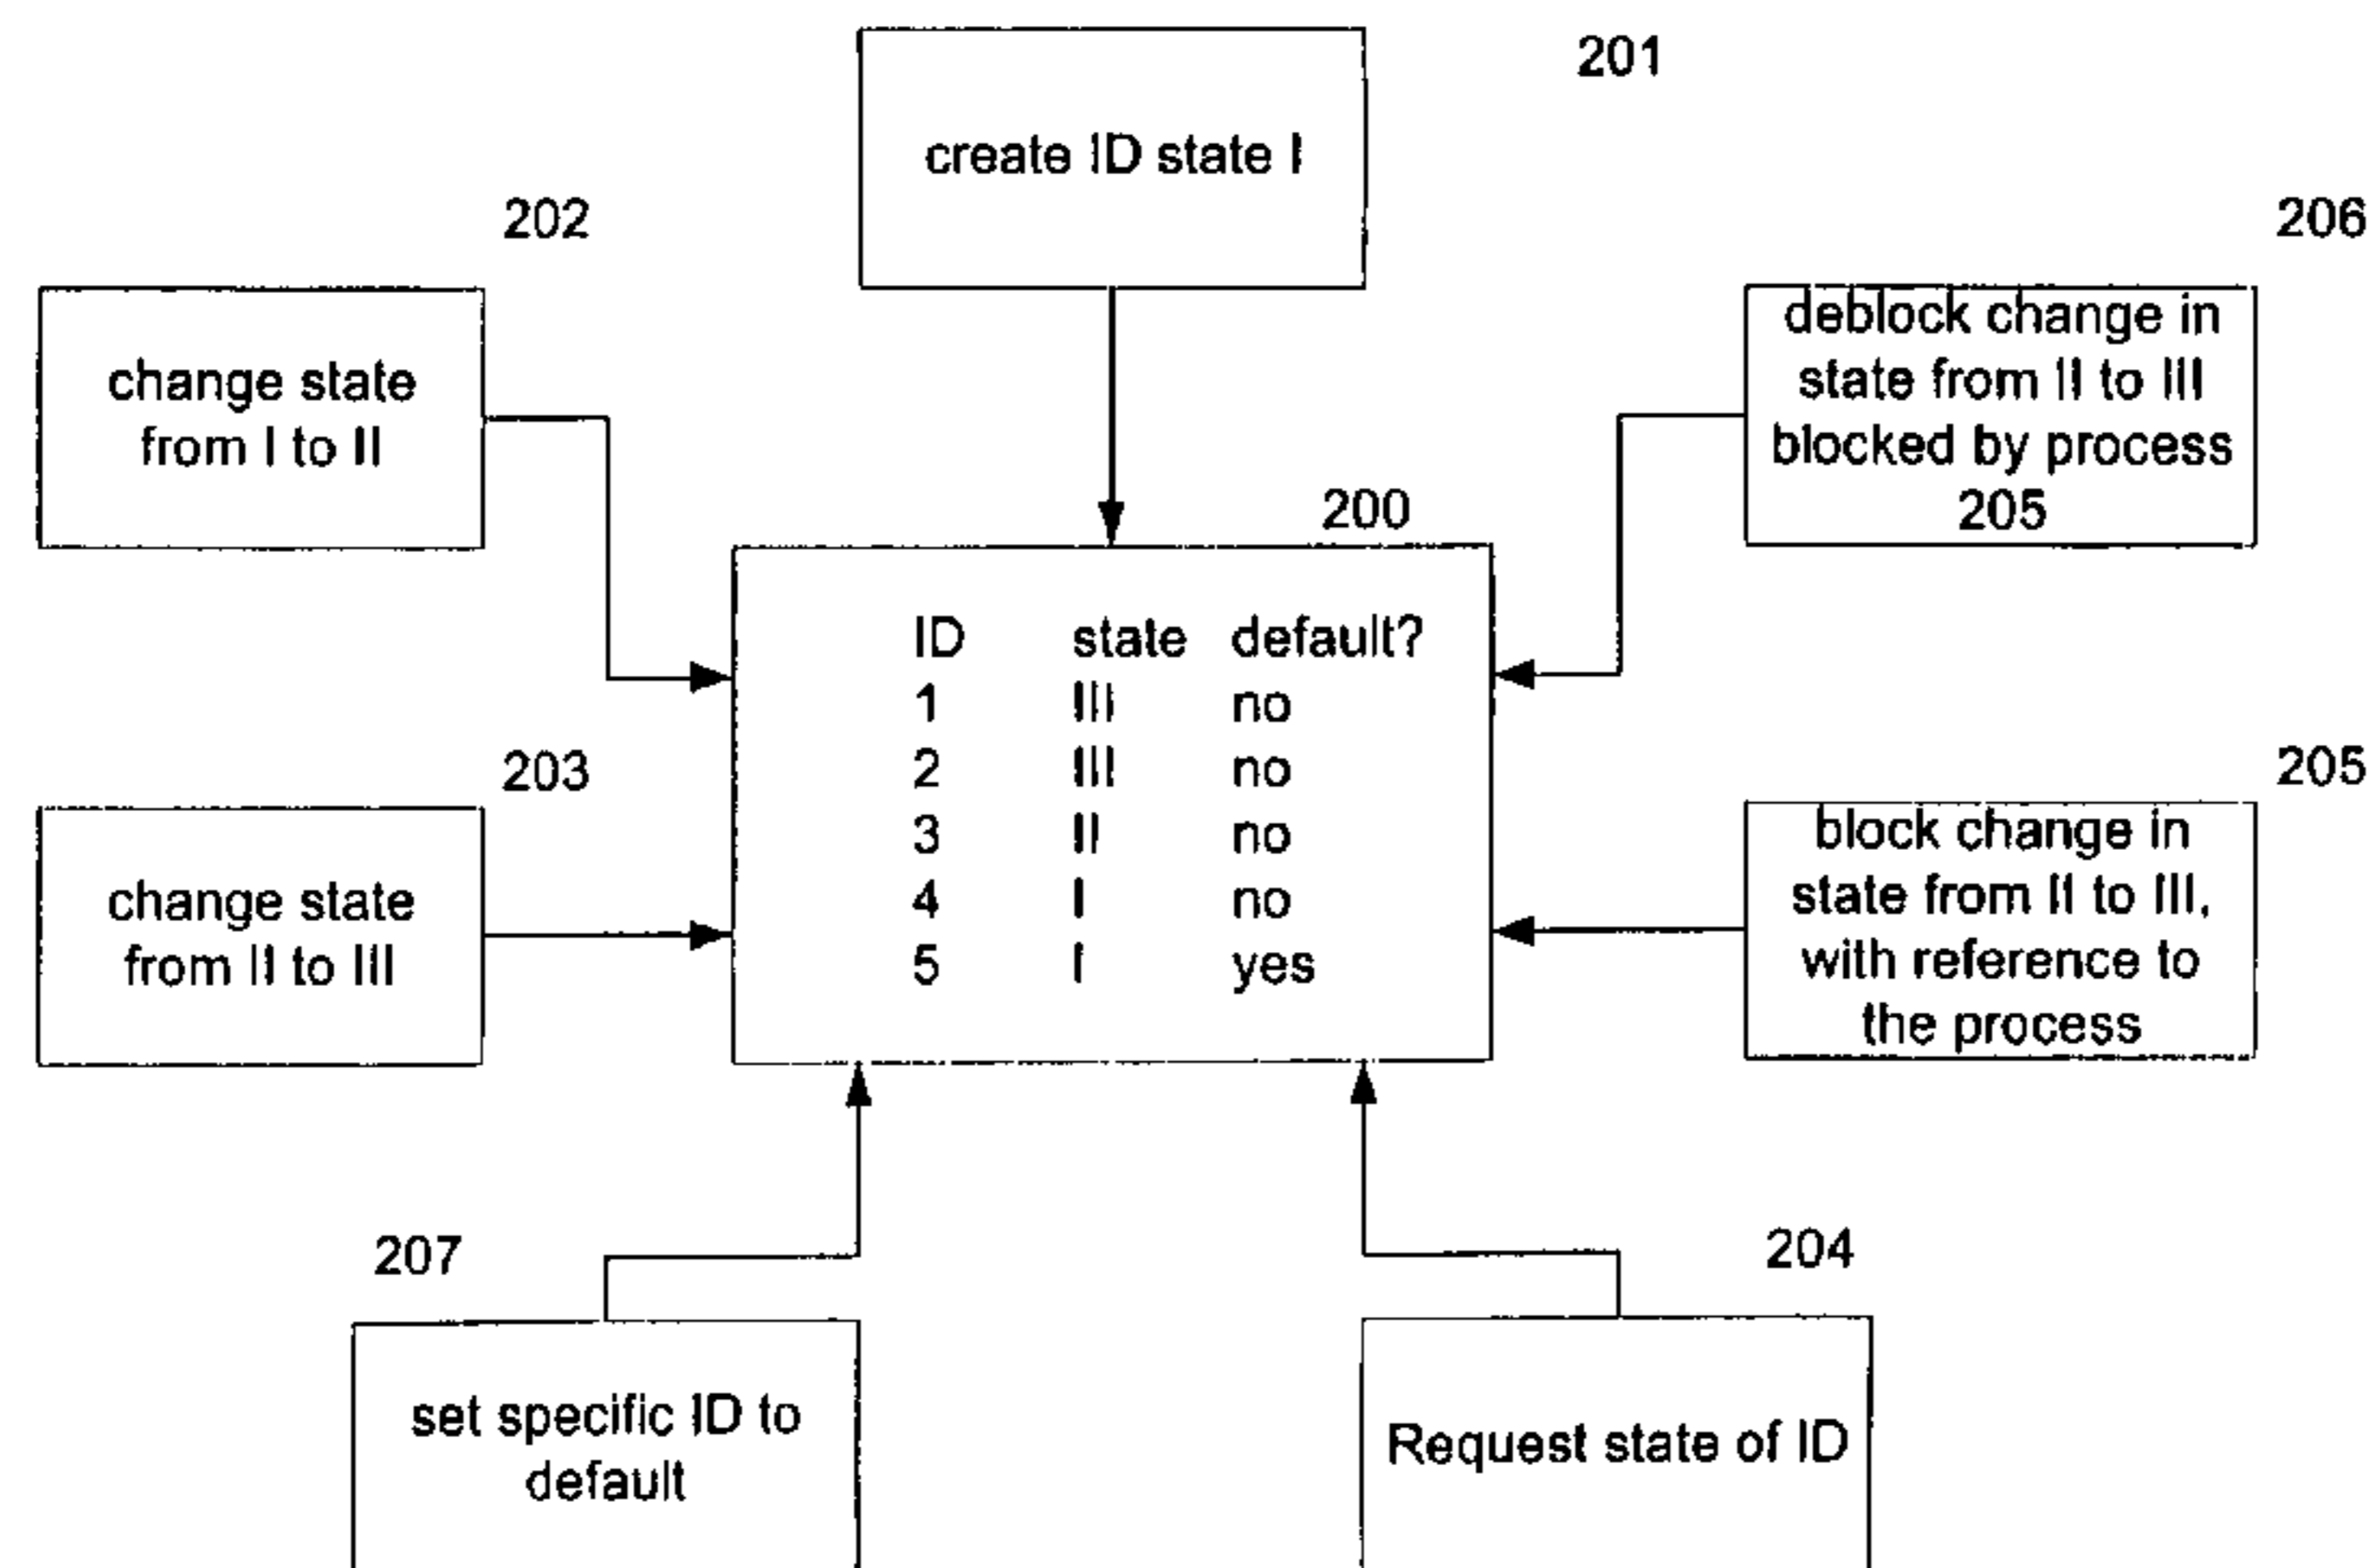 201
create ID state I
202
change state
from I to II
206
deblock change in
state from II to III
blocked by process
205
200
ID state default?
1 III no
2 III no
3 II no
4 I no
5 I yes
203
change state
from II to III
205
block change in
state from II to III,
with reference to
the process
207
set specific ID to
default
204
Request state of ID